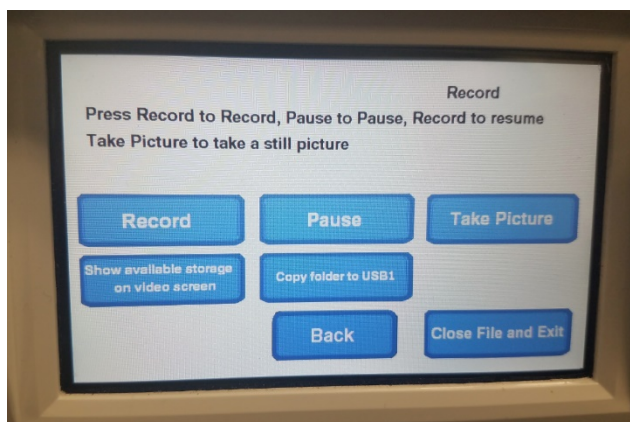 Record
Press Record to Record, Pause to Pause, Record to resume
Take Picture to take a still picture
Record
Pause
Take Picture
Show available storage
on video screen
Copy folder to USB1
Back
Close File and Exit